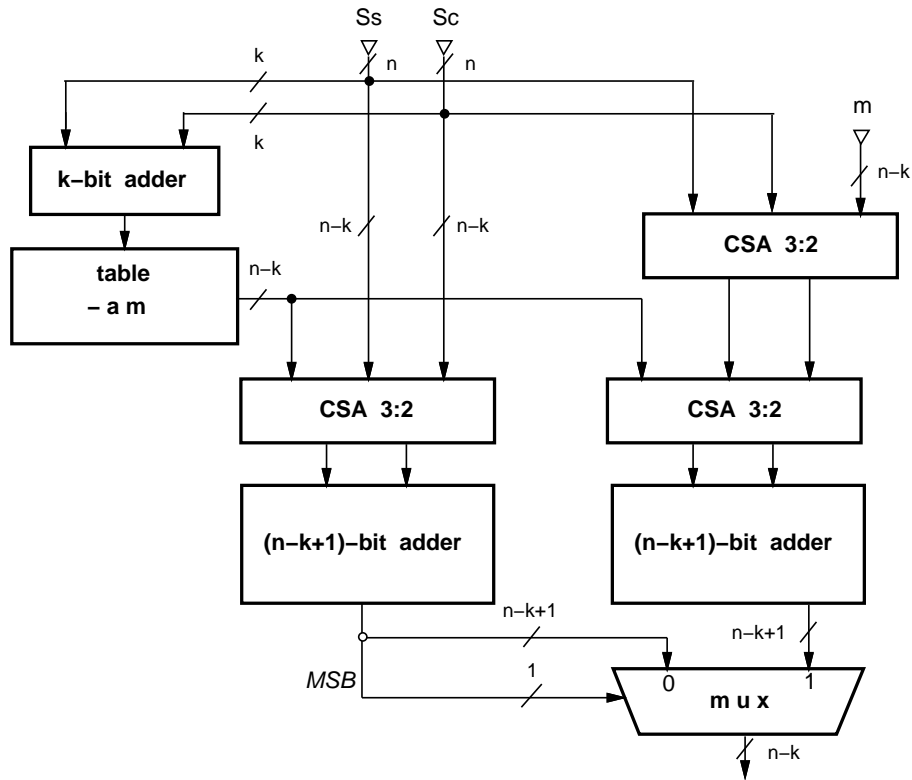 Ss Sc
k n n
m
k
k−bit adder
n−k
n−k n−k
CSA 3:2
table
− a m
n−k
CSA 3:2 CSA 3:2
(n−k+1)−bit adder (n−k+1)−bit adder
n−k+1 n−k+1
MSB 1 0 1
m u x
n−k